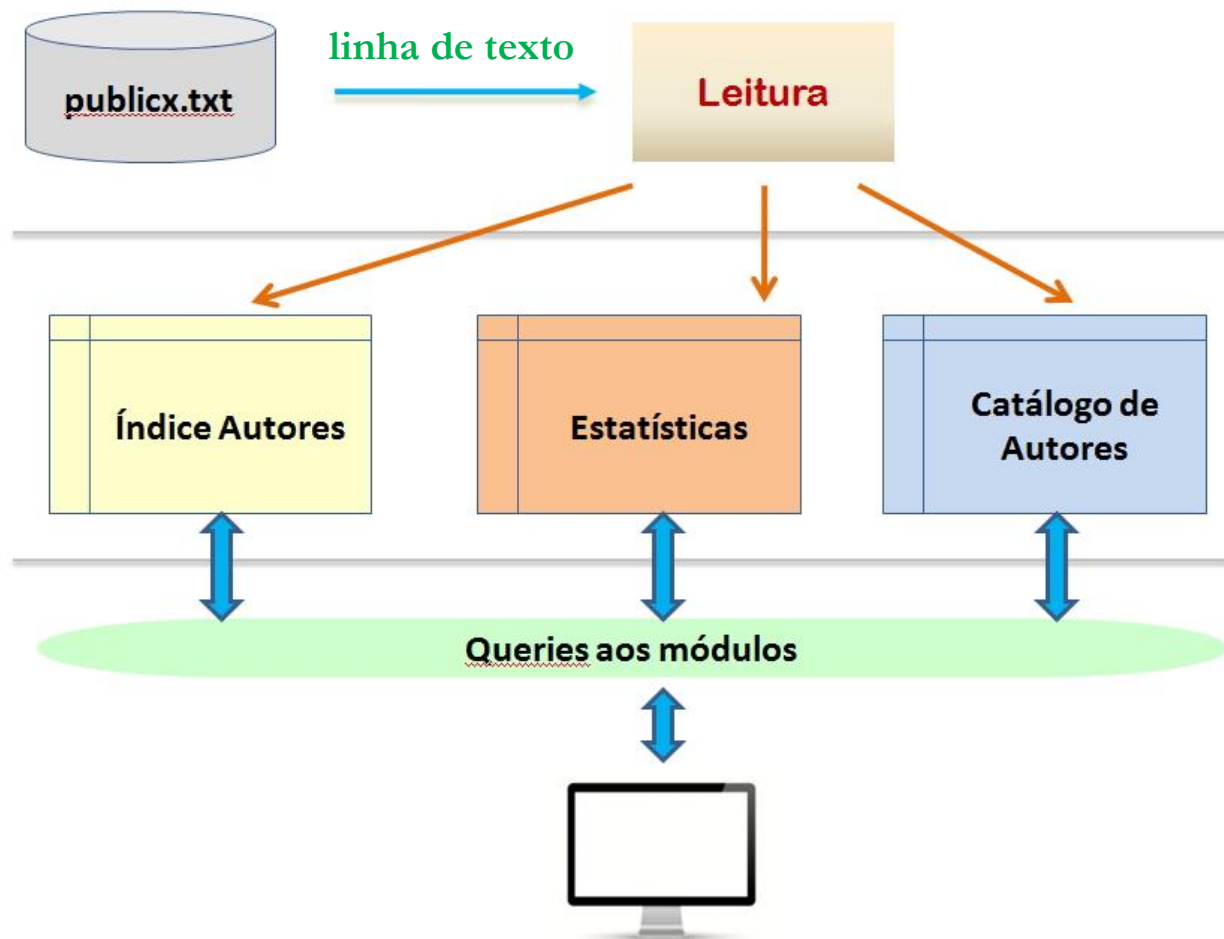 publicx.txt
linha de texto
Leitura
Índice Autores
Estatísticas
Catálogo de
Autores
Queries aos módulos